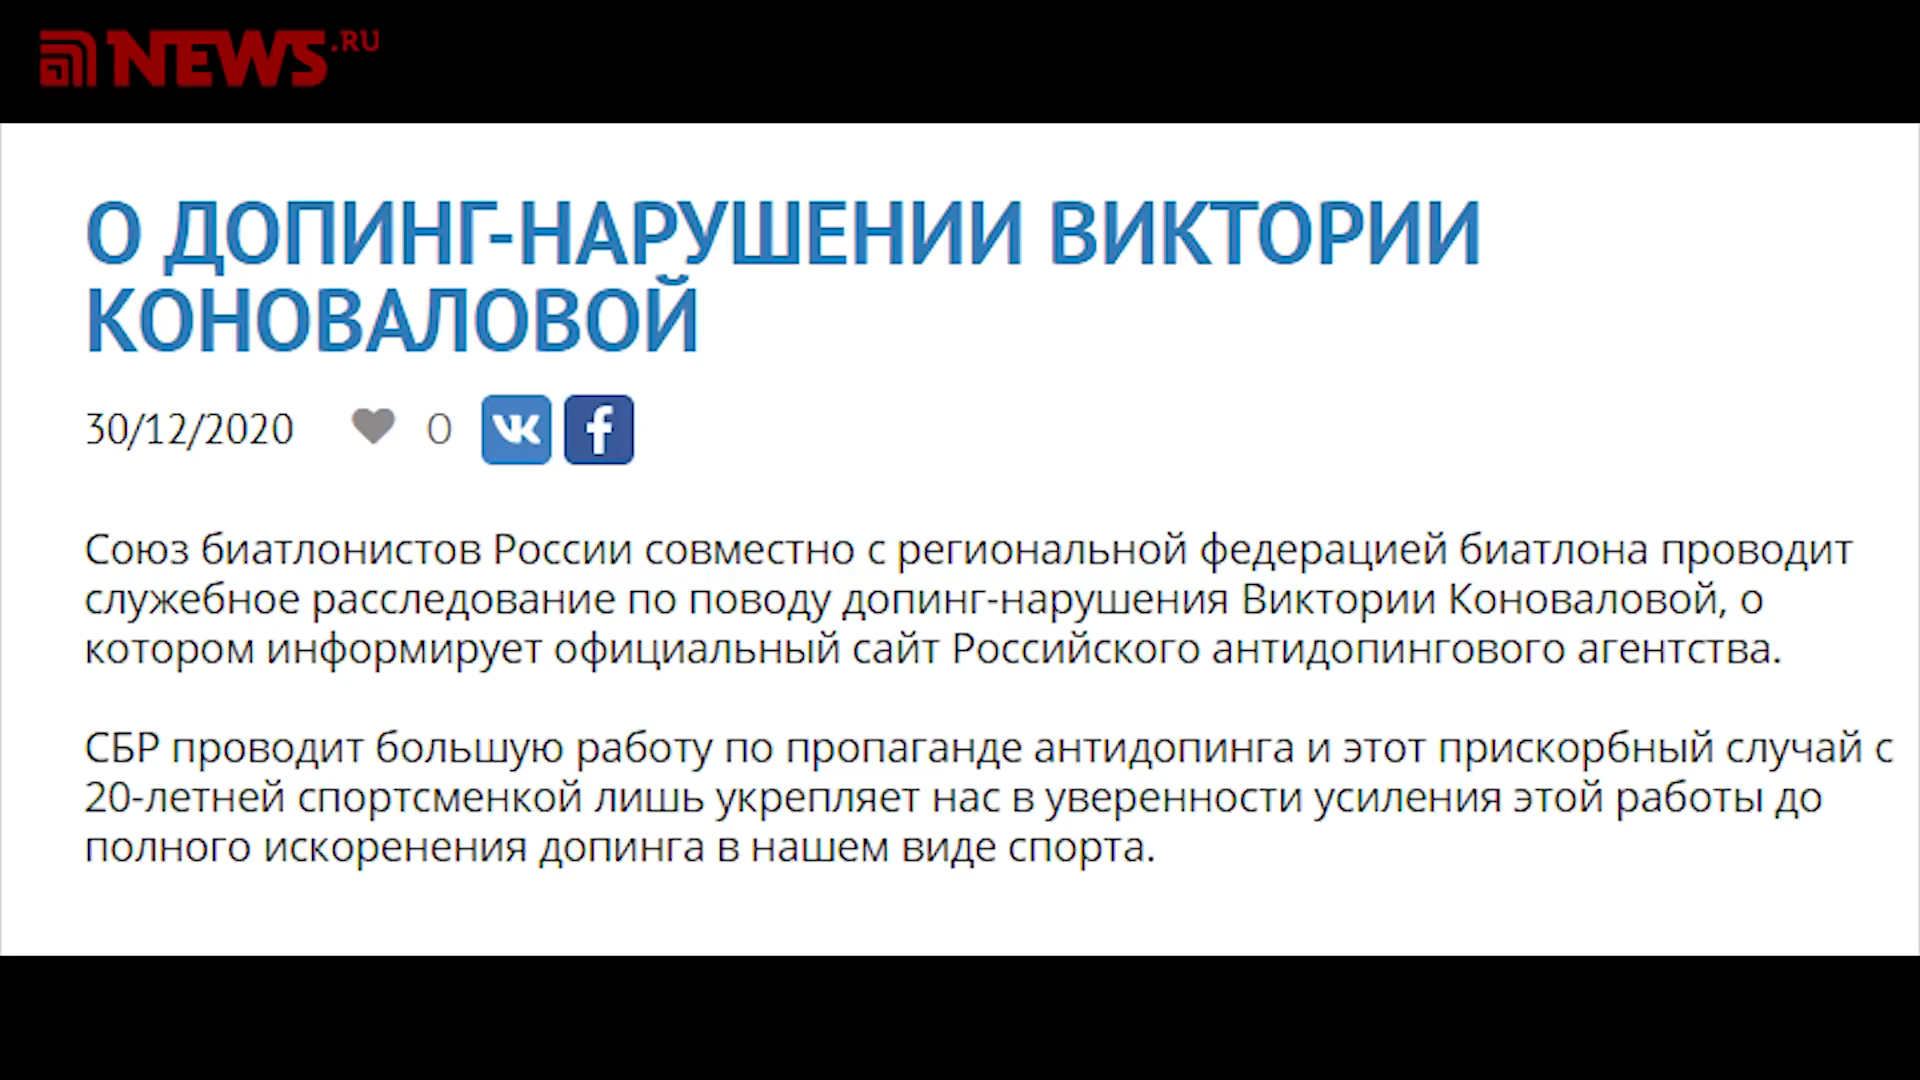 NEWS.RU
О ДОПИНГ-НАРУШЕНИИ ВИКТОРИИ
КОНОВАЛОВОЙ
30/12/2020 0
Союз биатлонистов России совместно с региональной федерацией биатлона проводит
служебное расследование по поводу допинг-нарушения Виктории Коноваловой, о
котором информирует официальный сайт Российского антидопингового агентства.
СБР проводит большую работу по пропаганде антидопинга и этот прискорбный случай с
20-летней спортсменкой лишь укрепляет нас в уверенности усиления этой работы до
полного искоренения допинга в нашем виде спорта.